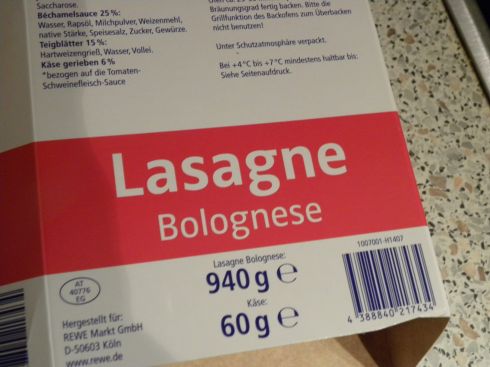 Saccharose.
Béchamelsauce 25 %:
Wasser, Rapsöl, Milchpulver, Weizenmehl,
native Stärke, Speisesalz, Zucker, Gewürze.
Teigblätter 15 %:
Hartweizengrieß, Wasser, Vollei.
Käse gerieben 6 %
*bezogen auf die Tomaten-
Schweinefleisch-Sauce
Bräunungsgrad fertig backen. Bitte die
Grillfunktion des Backofens zum Überbacken
nicht benutzen!
Unter Schutzatmosphäre verpackt.
Bei +4°C bis +7°C mindestens haltbar bis:
Siehe Seitenaufdruck.
Lasagne
Bolognese
AT
40776
EG
Hergestellt für:
REWE Markt GmbH
D-50603 Köln
www.rewe.de
Lasagne Bolognese:
940 g ℮
Käse:
60 g ℮
1007001-H1407
4 388840 217434